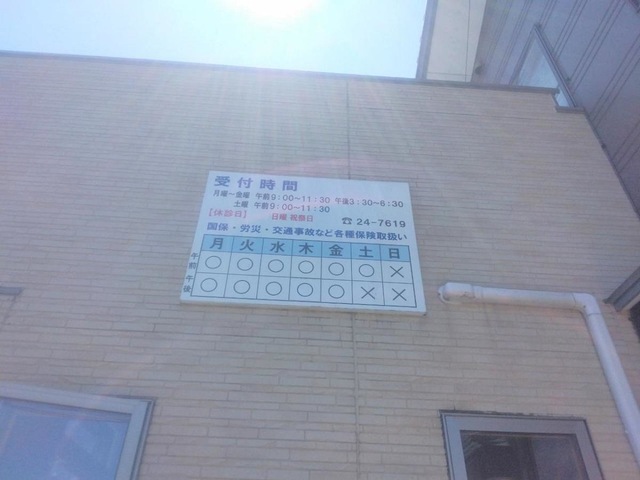 受付時間
月曜〜金曜 午前9:00〜11:30 午後3:30〜6:30
土曜 午前9:00〜11:30
[休診日] 日曜 祝祭日 ☎24-7619
国保・労災・交通事故など各種保険取扱い
月 火 水 木 金 土 日
午前 ○ ○ ○ ○ ○ ○ ×
午後 ○ ○ ○ ○ ○ × ×